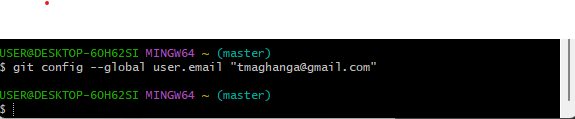 USER@DESKTOP-6OH62SI MINGW64 ~ (master)
$ git config --global user.email "tmaghanga@gmail.com"
USER@DESKTOP-6OH62SI MINGW64 ~ (master)
$